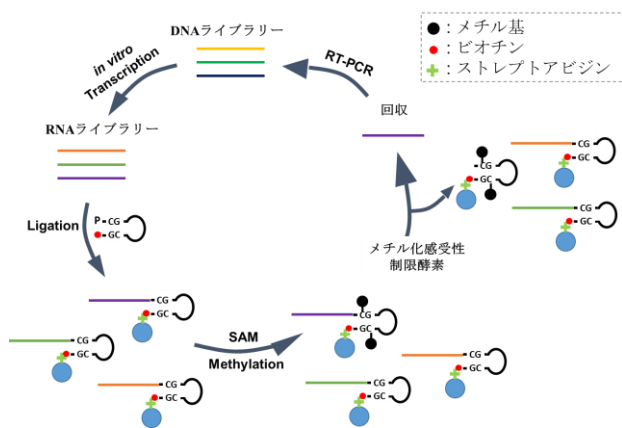 DNAライブラリー
: メチル基
: ビオチン
: ストレプトアビジン
in vitro
Transcription
RT-PCR
RNAライブラリー
回収
CG
GC
CG
GC
CG
GC
Ligation
P
CG
GC
メチル化感受性
制限酵素
CG
GC
SAM
Methylation
CG
GC
CG
GC
CG
GC
CG
GC
CG
GC